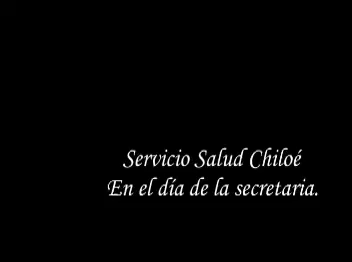 Servicio Salud Chiloé
En el día de la secretaria.